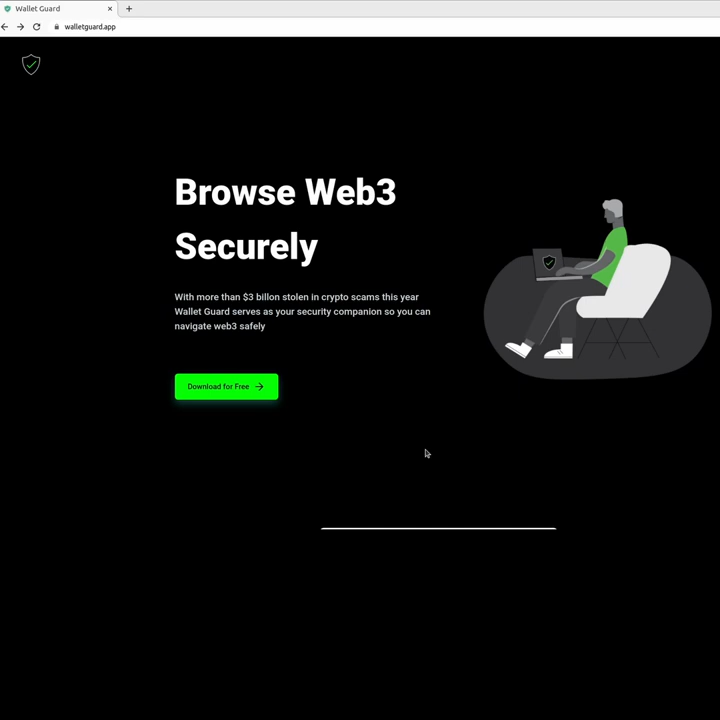 Wallet Guard
walletguard.app
Browse Web3
Securely
With more than $3 billon stolen in crypto scams this year
Wallet Guard serves as your security companion so you can
navigate web3 safely
Download for Free